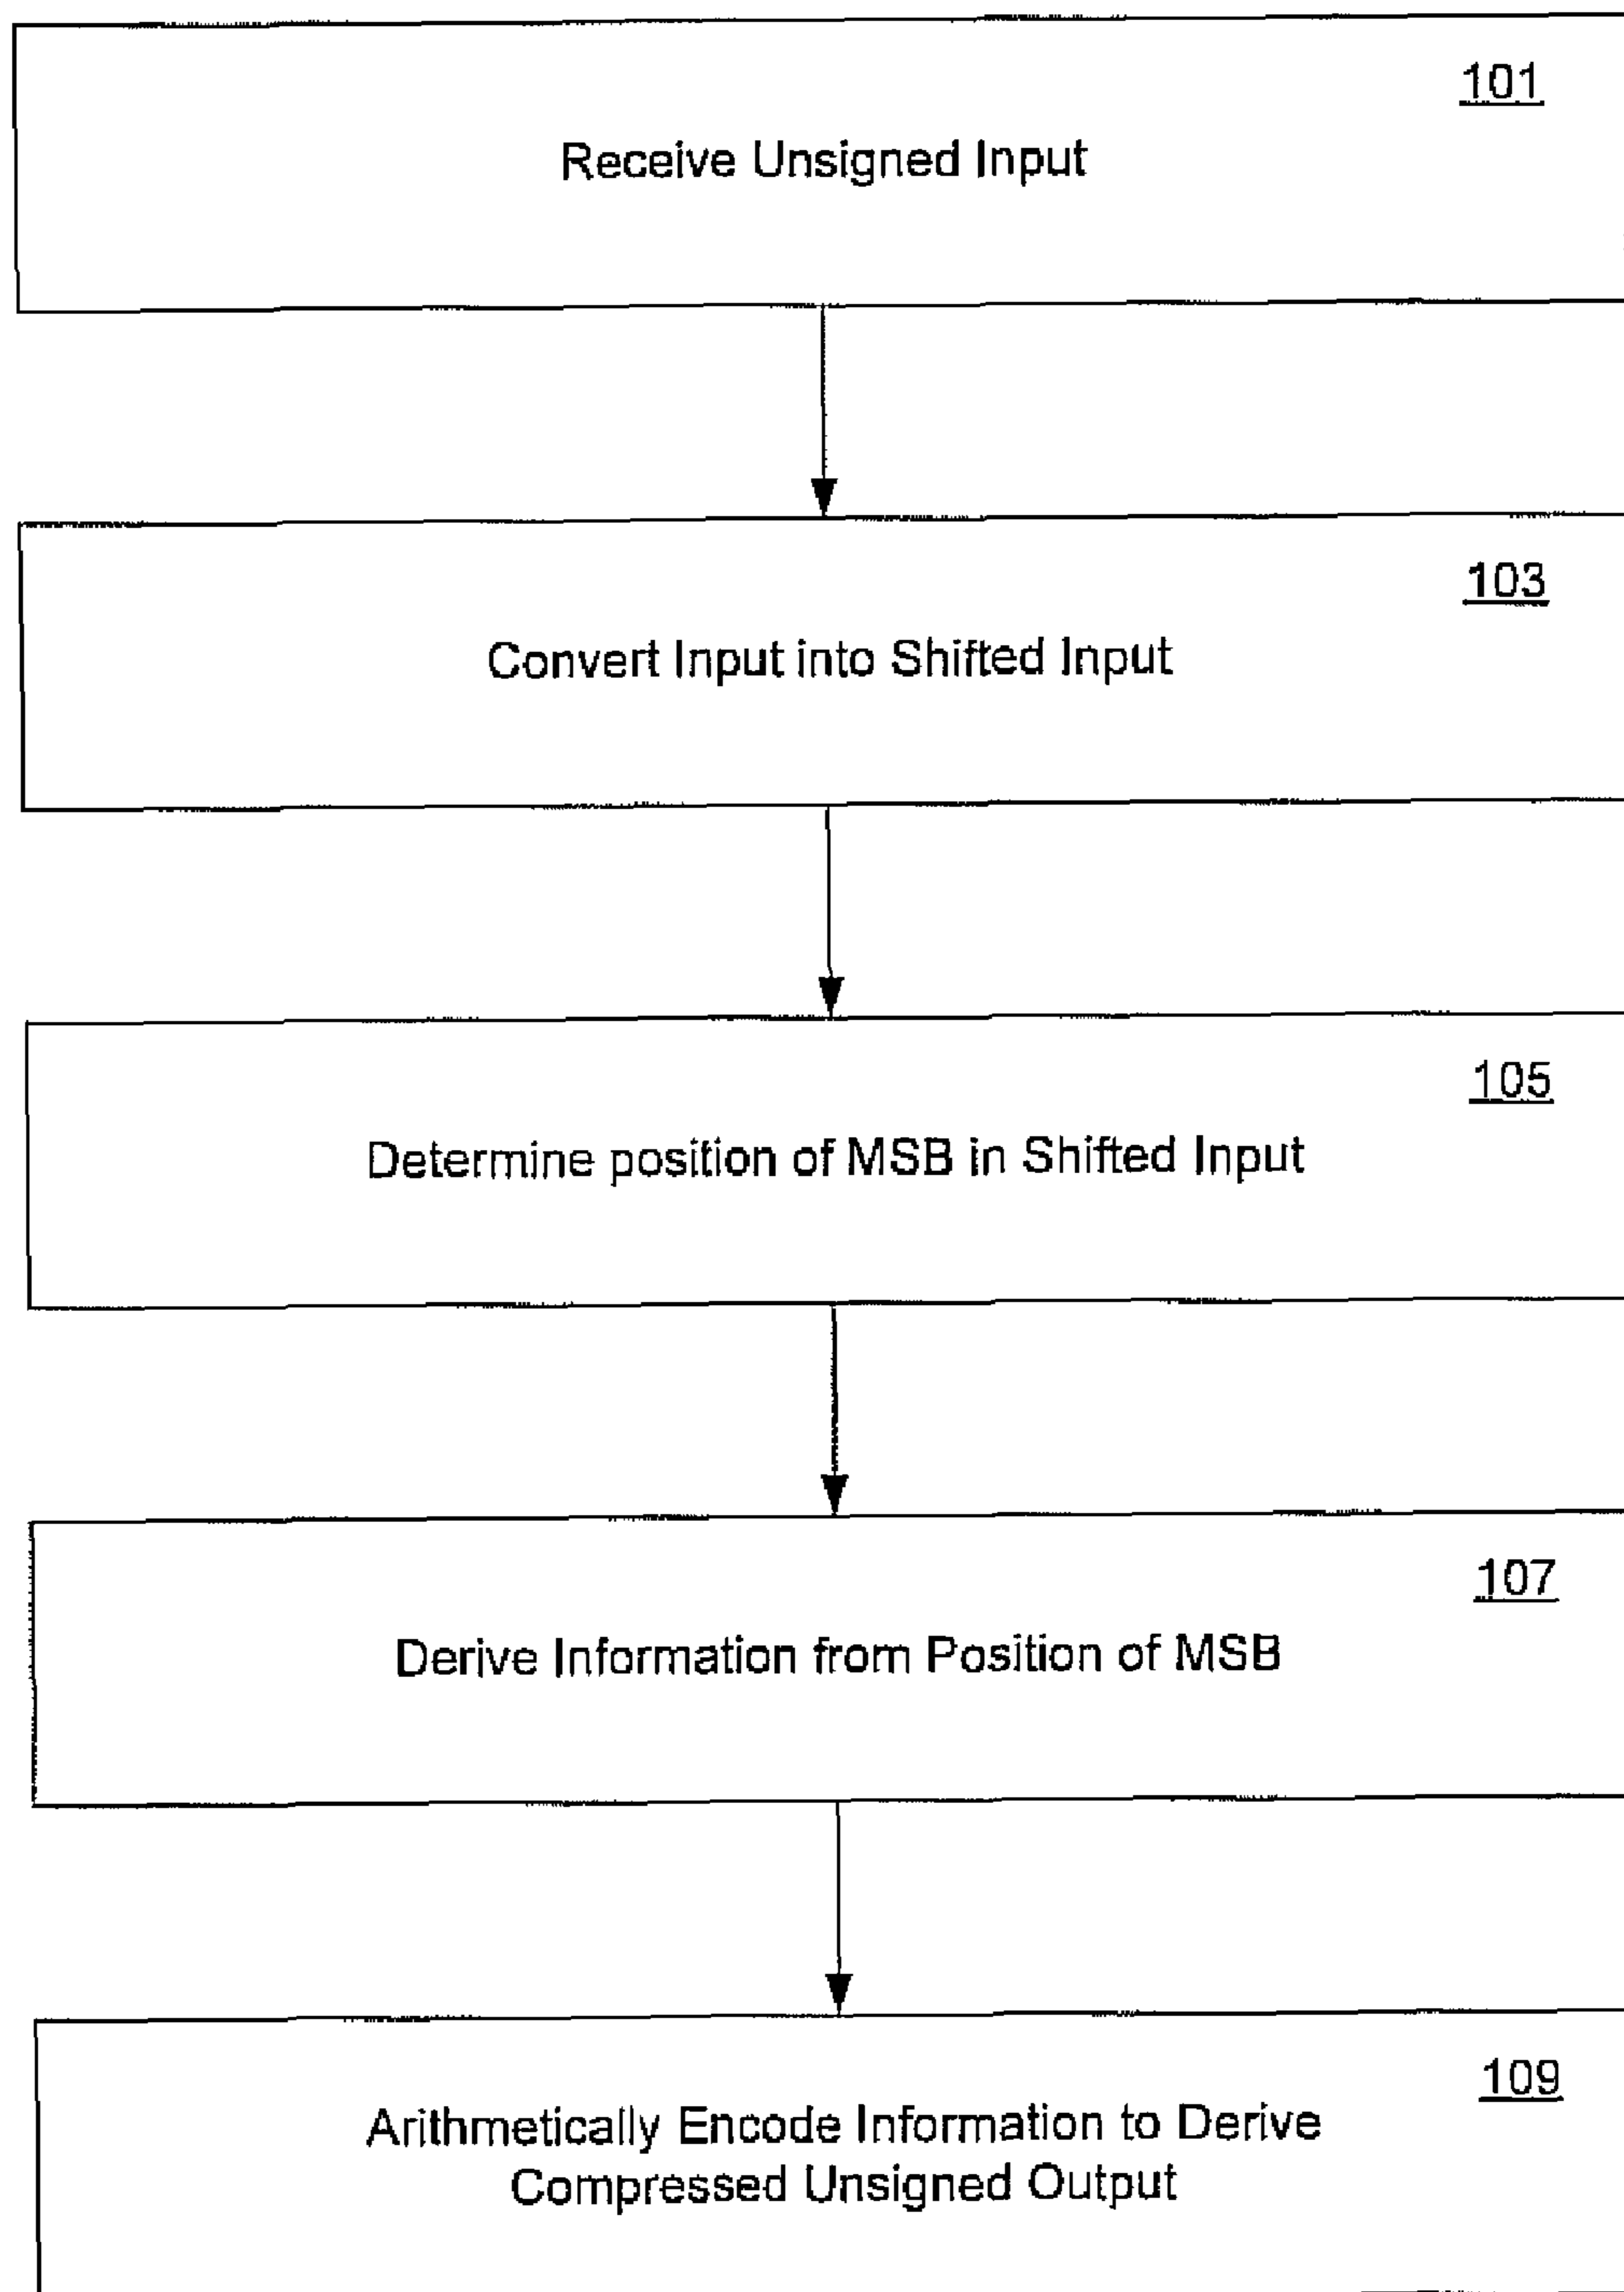 101
Receive Unsigned Input
103
Convert Input into Shifted Input
105
Determine position of MSB in Shifted Input
107
Derive Information from Position of MSB
109
Arithmetically Encode Information to Derive
Compressed Unsigned Output